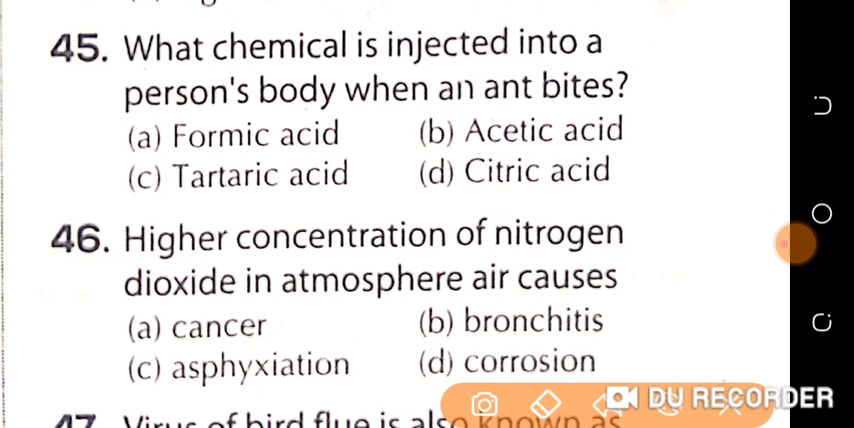 45. What chemical is injected into a
person's body when an ant bites?
(a) Formic acid (b) Acetic acid
(c) Tartaric acid (d) Citric acid
46. Higher concentration of nitrogen
dioxide in atmosphere air causes
(a) cancer (b) bronchitis
(c) asphyxiation (d) corrosion
DU RECORDER
47 Virus of bird flue is also known as